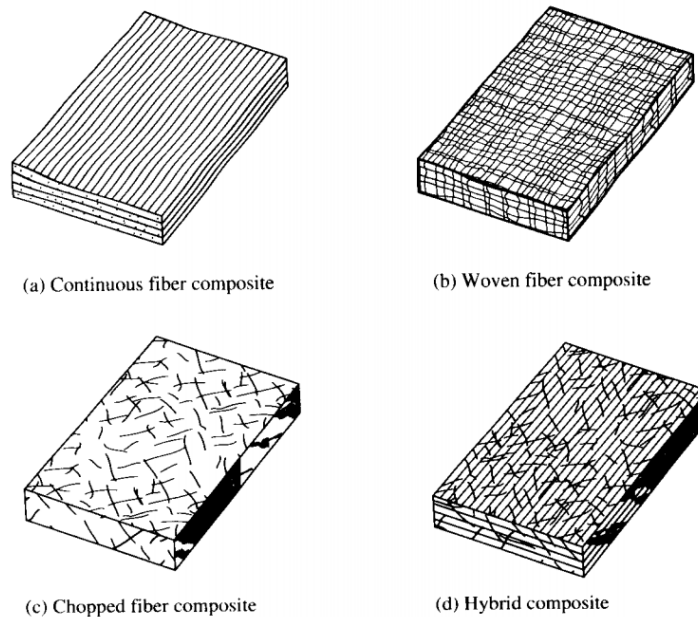 (a) Continuous fiber composite
(b) Woven fiber composite
(c) Chopped fiber composite
(d) Hybrid composite